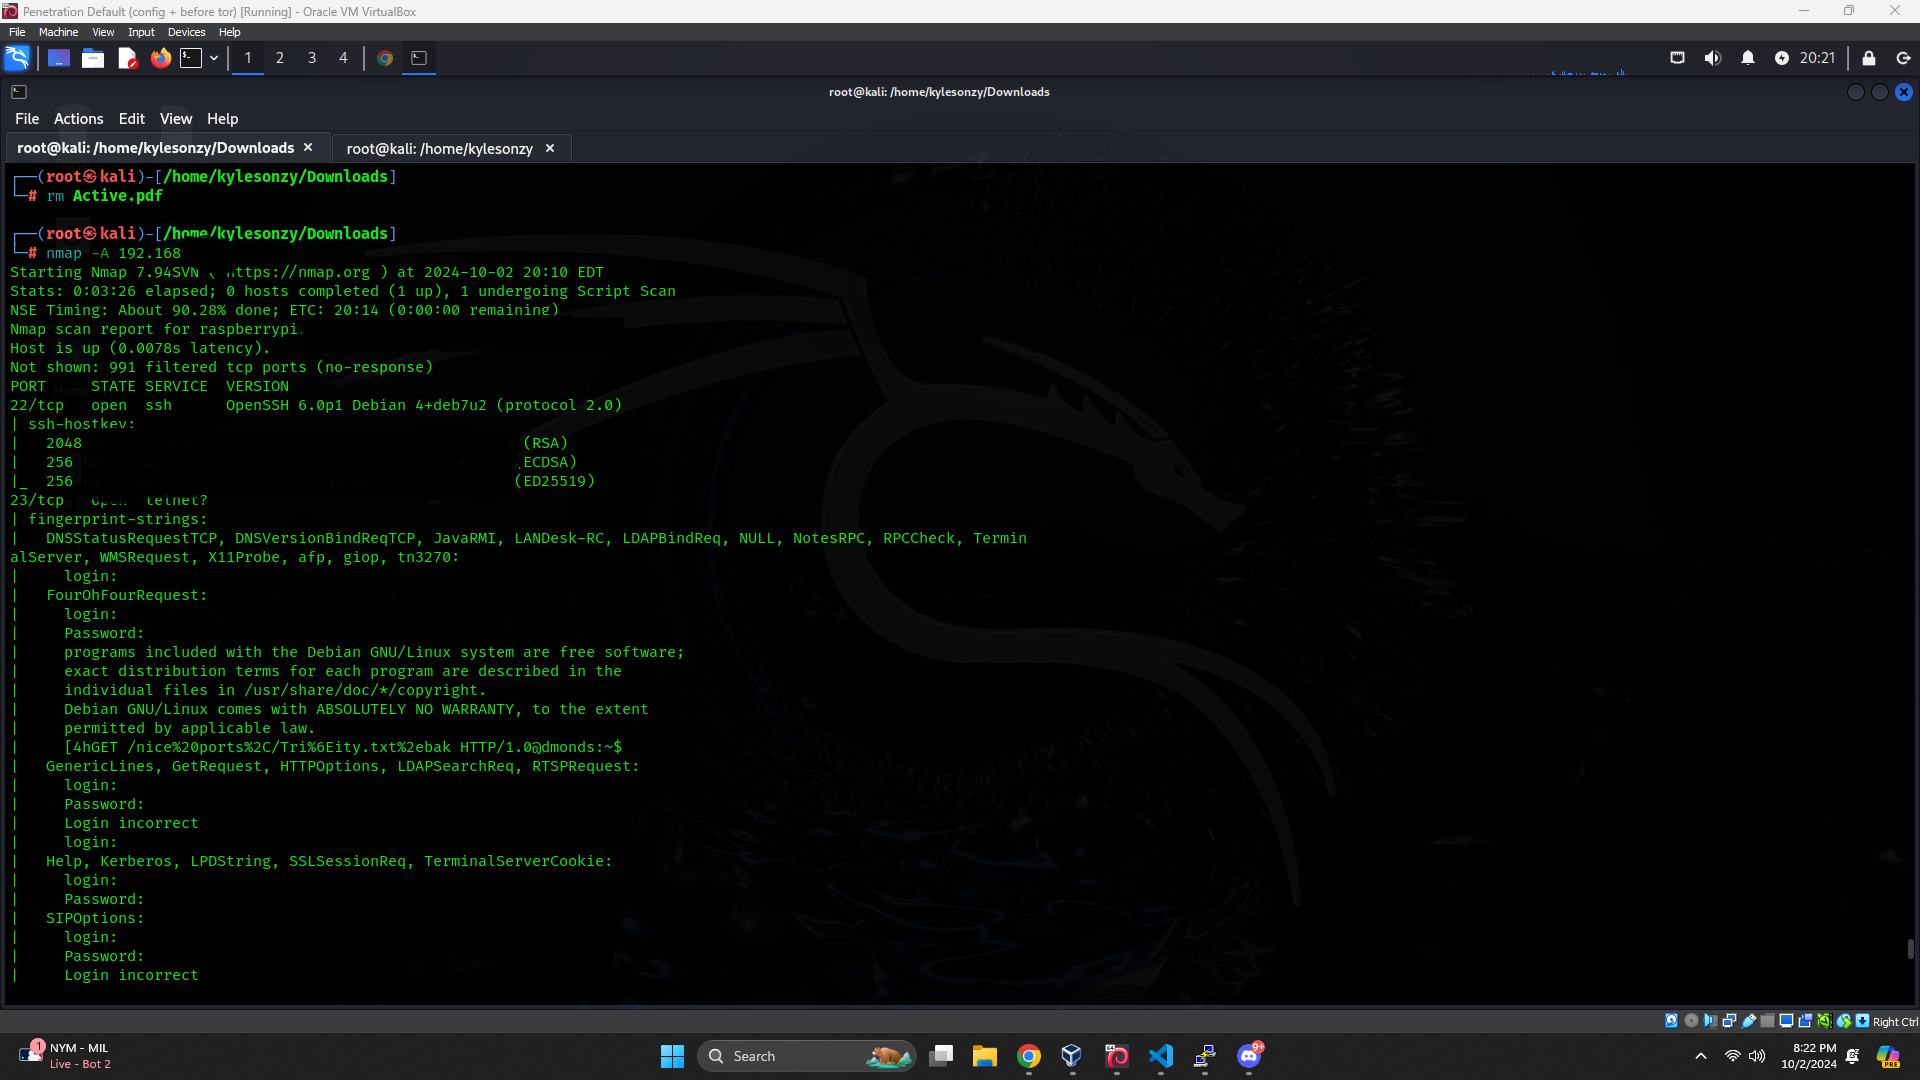 Penetration Default (config + before tor) [Running] - Oracle VM VirtualBox
File Machine View Input Devices Help
1 2 3 4
20:21
root@kali: /home/kylesonzy/Downloads
File Actions Edit View Help
root@kali: /home/kylesonzy/Downloads × root@kali: /home/kylesonzy ×
┌──(root㉿kali)-[/home/kylesonzy/Downloads]
└─# rm Active.pdf
┌──(root㉿kali)-[/home/kylesonzy/Downloads]
└─# nmap -A 192.168
Starting Nmap 7.94SVN ( https://nmap.org ) at 2024-10-02 20:10 EDT
Stats: 0:03:26 elapsed; 0 hosts completed (1 up), 1 undergoing Script Scan
NSE Timing: About 90.28% done; ETC: 20:14 (0:00:00 remaining)
Nmap scan report for raspberrypi.
Host is up (0.0078s latency).
Not shown: 991 filtered tcp ports (no-response)
PORT STATE SERVICE VERSION
22/tcp open ssh OpenSSH 6.0p1 Debian 4+deb7u2 (protocol 2.0)
| ssh-hostkey:
| 2048 (RSA)
| 256 (ECDSA)
|_ 256 (ED25519)
23/tcp open telnet?
| fingerprint-strings:
| DNSStatusRequestTCP, DNSVersionBindReqTCP, JavaRMI, LANDesk-RC, LDAPBindReq, NULL, NotesRPC, RPCCheck, Termin
alServer, WMSRequest, X11Probe, afp, giop, tn3270:
| login:
| FourOhFourRequest:
| login:
| Password:
| programs included with the Debian GNU/Linux system are free software;
| exact distribution terms for each program are described in the
| individual files in /usr/share/doc/*/copyright.
| Debian GNU/Linux comes with ABSOLUTELY NO WARRANTY, to the extent
| permitted by applicable law.
| [4hGET /nice%20ports%2C/Tri%6Eity.txt%2ebak HTTP/1.0@dmonds:~$
| GenericLines, GetRequest, HTTPOptions, LDAPSearchReq, RTSPRequest:
| login:
| Password:
| Login incorrect
| login:
| Help, Kerberos, LPDString, SSLSessionReq, TerminalServerCookie:
| login:
| Password:
| SIPOptions:
| login:
| Password:
| Login incorrect
Right Ctrl
1 NYM - MIL
Live - Bot 2
Search
9+
PRE
8:22 PM
10/2/2024